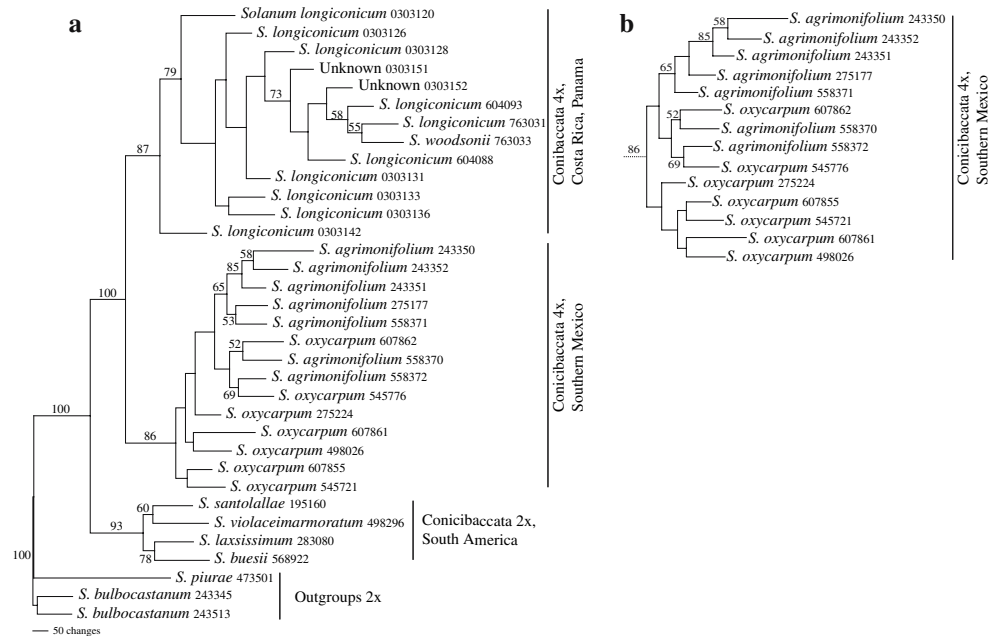 a
Solanum longiconicum 0303120
S. longiconicum 0303126
S. longiconicum 0303128
Unknown 0303151
Unknown 0303152
S. longiconicum 604093
S. longiconicum 763031
S. woodsonii 763033
S. longiconicum 604088
S. longiconicum 0303131
S. longiconicum 0303133
S. longiconicum 0303136
S. longiconicum 0303142
79
73
58
55
87
Conibaccata 4x,
Costa Rica, Panama
S. agrimonifolium 243350
S. agrimonifolium 243352
S. agrimonifolium 243351
S. agrimonifolium 275177
S. agrimonifolium 558371
S. oxycarpum 607862
S. agrimonifolium 558370
S. agrimonifolium 558372
S. oxycarpum 545776
S. oxycarpum 275224
S. oxycarpum 607861
S. oxycarpum 498026
S. oxycarpum 607855
S. oxycarpum 545721
58
85
65
53
52
69
100
86
Conicibaccata 4x,
Southern Mexico
S. santolallae 195160
S. violaceimarmoratum 498296
S. laxsissimum 283080
S. buesii 568922
100
60
93
78
Conicibaccata 2x,
South America
S. piurae 473501
S. bulbocastanum 243345
S. bulbocastanum 243513
100
Outgroups 2x
50 changes
b
S. agrimonifolium 243350
S. agrimonifolium 243352
S. agrimonifolium 243351
S. agrimonifolium 275177
S. agrimonifolium 558371
S. oxycarpum 607862
S. agrimonifolium 558370
S. agrimonifolium 558372
S. oxycarpum 545776
S. oxycarpum 275224
S. oxycarpum 607855
S. oxycarpum 545721
S. oxycarpum 607861
S. oxycarpum 498026
58
85
65
52
69
86
Conicibaccata 4x,
Southern Mexico